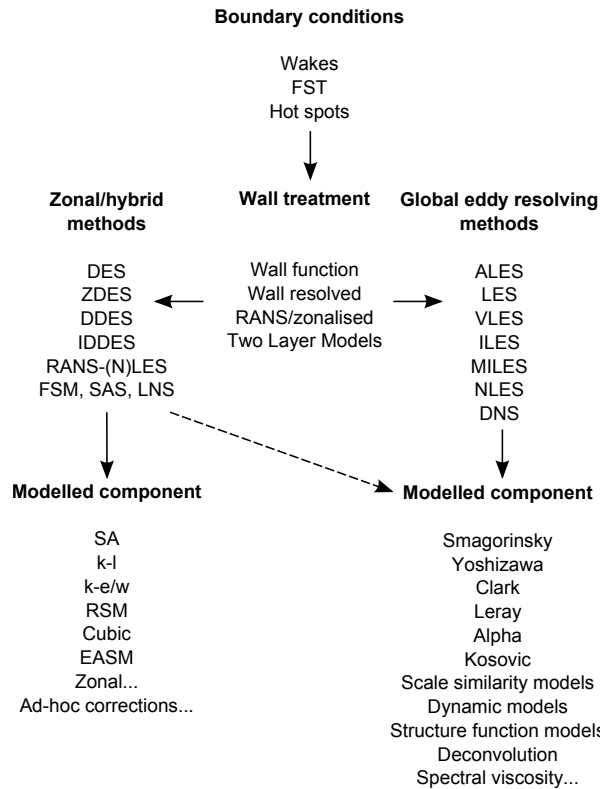 Boundary conditions
Wakes
FST
Hot spots
Zonal/hybrid
methods
DES
ZDES
DDES
IDDES
RANS-(N)LES
FSM, SAS, LNS
Wall treatment
Wall function
Wall resolved
RANS/zonalised
Two Layer Models
Global eddy resolving
methods
ALES
LES
VLES
ILES
MILES
NLES
DNS
Modelled component
SA
k-l
k-e/w
RSM
Cubic
EASM
Zonal...
Ad-hoc corrections...
Modelled component
Smagorinsky
Yoshizawa
Clark
Leray
Alpha
Kosovic
Scale similarity models
Dynamic models
Structure function models
Deconvolution
Spectral viscosity...